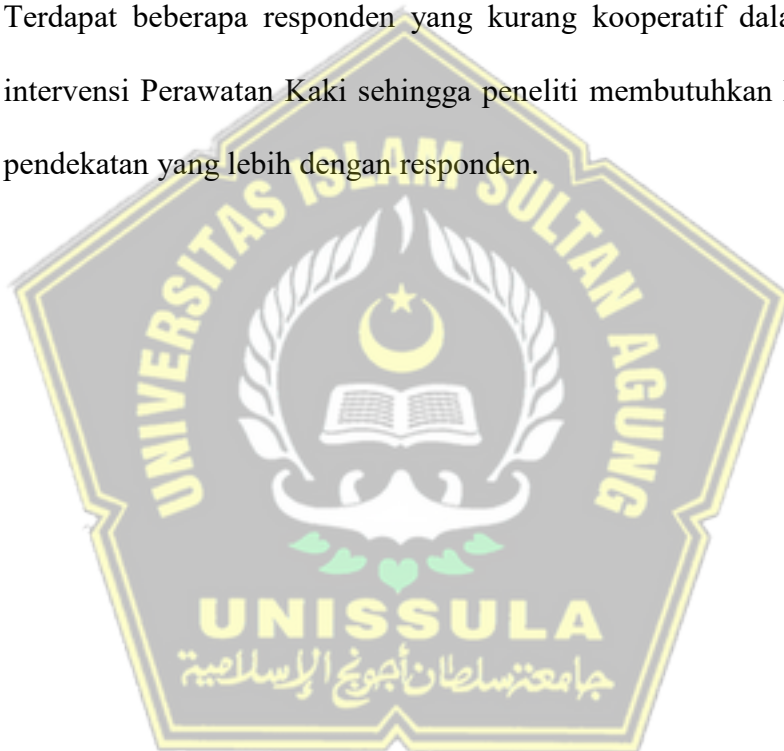 Terdapat beberapa responden yang kurang kooperatif
intervensi Perawatan Kaki sehingga peneliti membutuhkan
pendekatan yang lebih dengan responden.
UNIVERSITAS ISLAM SULTAN AGUNG
UNISSULA
جامعة سلطان أجونج الإسلامية